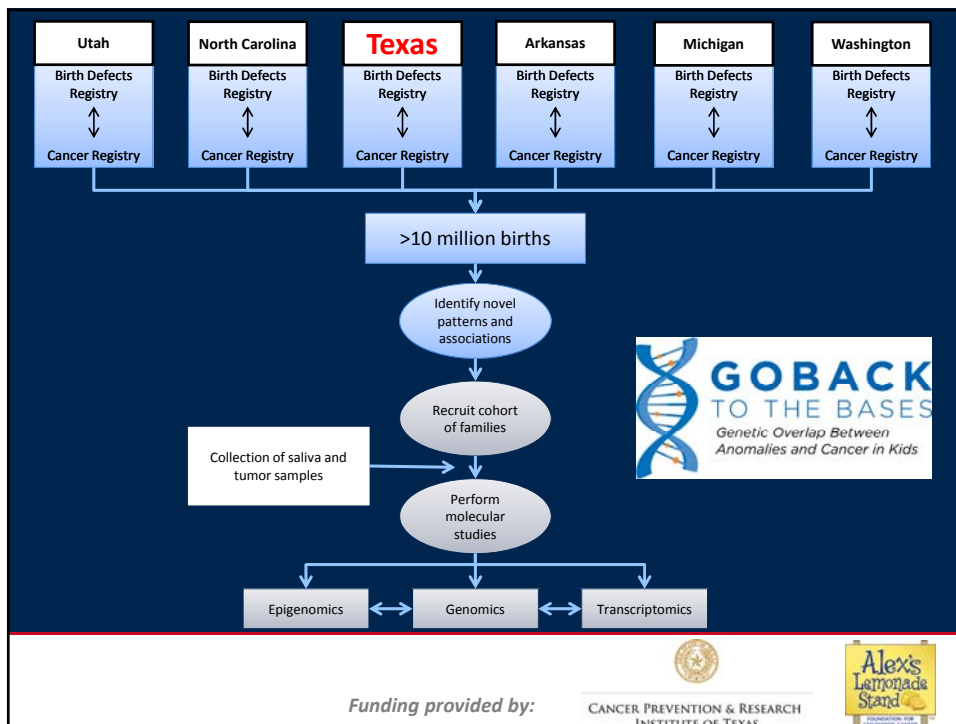 Utah
North Carolina
Texas
Arkansas
Michigan
Washington
Birth Defects
Registry
Cancer Registry
Birth Defects
Registry
Cancer Registry
Birth Defects
Registry
Cancer Registry
Birth Defects
Registry
Cancer Registry
Birth Defects
Registry
Cancer Registry
Birth Defects
Registry
Cancer Registry
>10 million births
Identify novel
patterns and
associations
GOBACK
TO THE BASES
Genetic Overlap Between
Anomalies and Cancer in Kids
Recruit cohort
of families
Collection of saliva and
tumor samples
Perform
molecular
studies
Epigenomics
Genomics
Transcriptomics
Funding provided by:
CANCER PREVENTION & RESEARCH
INSTITUTE OF TEXAS
Alex's
Lemonade
Stand
FOUNDATION FOR